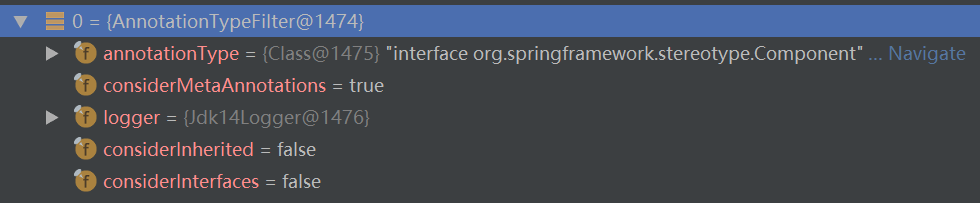 0 = {AnnotationTypeFilter@1474}
f annotationType = {Class@1475} "interface org.springframework.stereotype.Component" ... Navigate
f considerMetaAnnotations = true
f logger = {Jdk14Logger@1476}
f considerInherited = false
f considerInterfaces = false